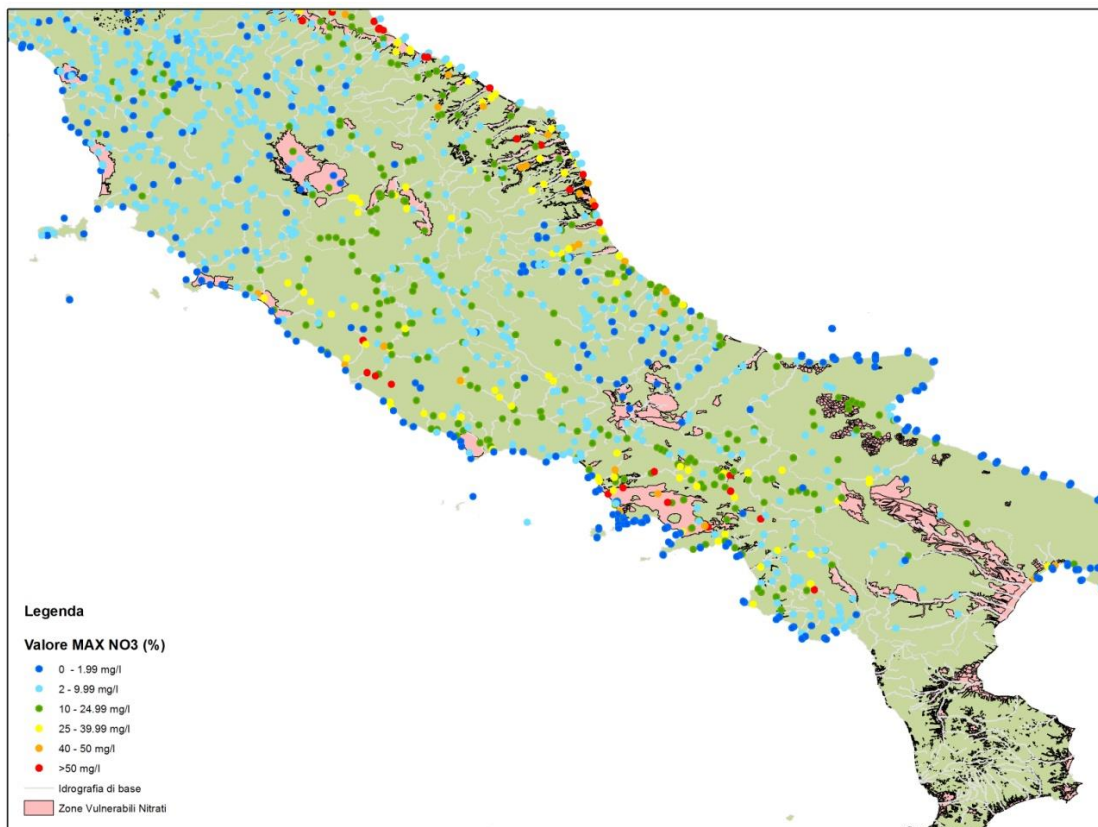 Legenda
Valore MAX NO3 (%)
0 - 1.99 mg/l
2 - 9.99 mg/l
10 - 24.99 mg/l
25 - 39.99 mg/l
40 - 50 mg/l
>50 mg/l
Idrografia di base
Zone Vulnerabili Nitrati